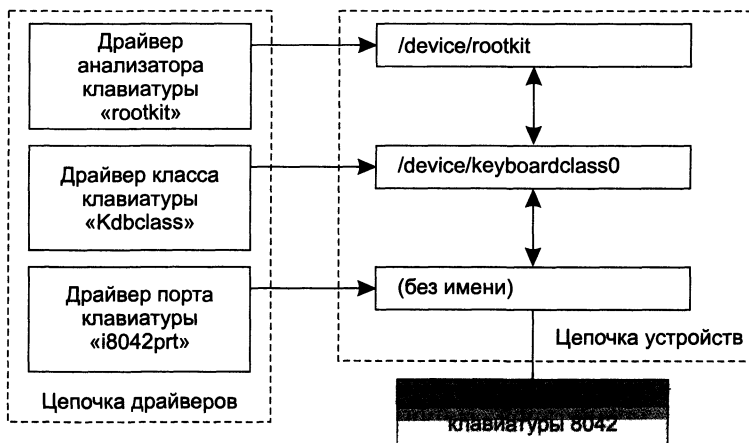 Драйвер
анализатора
клавиатуры
«rootkit»
/device/rootkit
Драйвер класса
клавиатуры
«Kdbclass»
/device/keyboardclass0
Драйвер порта
клавиатуры
«i8042prt»
(без имени)
Цепочка устройств
Цепочка драйверов
клавиатуры 8042